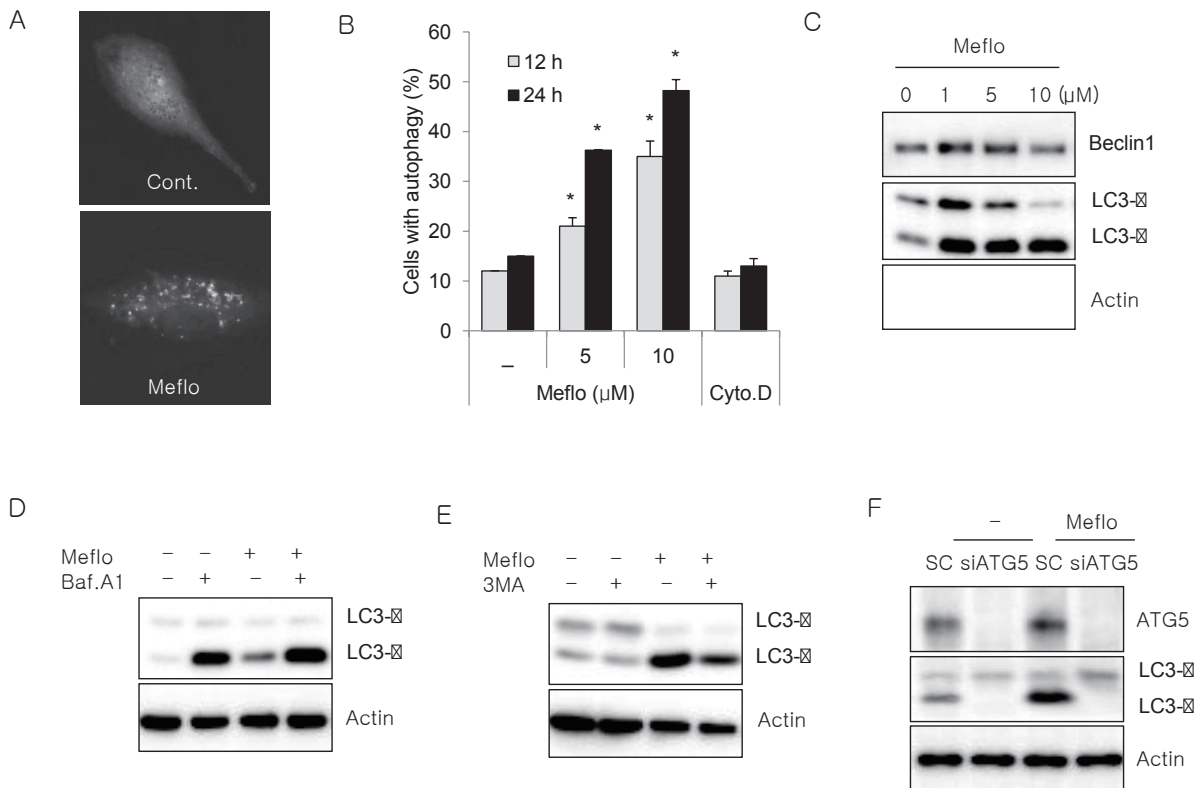 A
Cont.
Meflo
B
Cells with autophagy (%)
60
50
40
30
20
10
0
12 h
24 h
*
*
*
*
–
5
10
Meflo (μM)
Cyto.D
C
Meflo
0 1 5 10 (μM)
Beclin1
LC3-
LC3-
Actin
D
Meflo – – + +
Baf.A1 – + – +
LC3-
LC3-
Actin
E
Meflo – – + +
3MA – + – +
LC3-
LC3-
Actin
F
– Meflo
SC siATG5 SC siATG5
ATG5
LC3-
LC3-
Actin